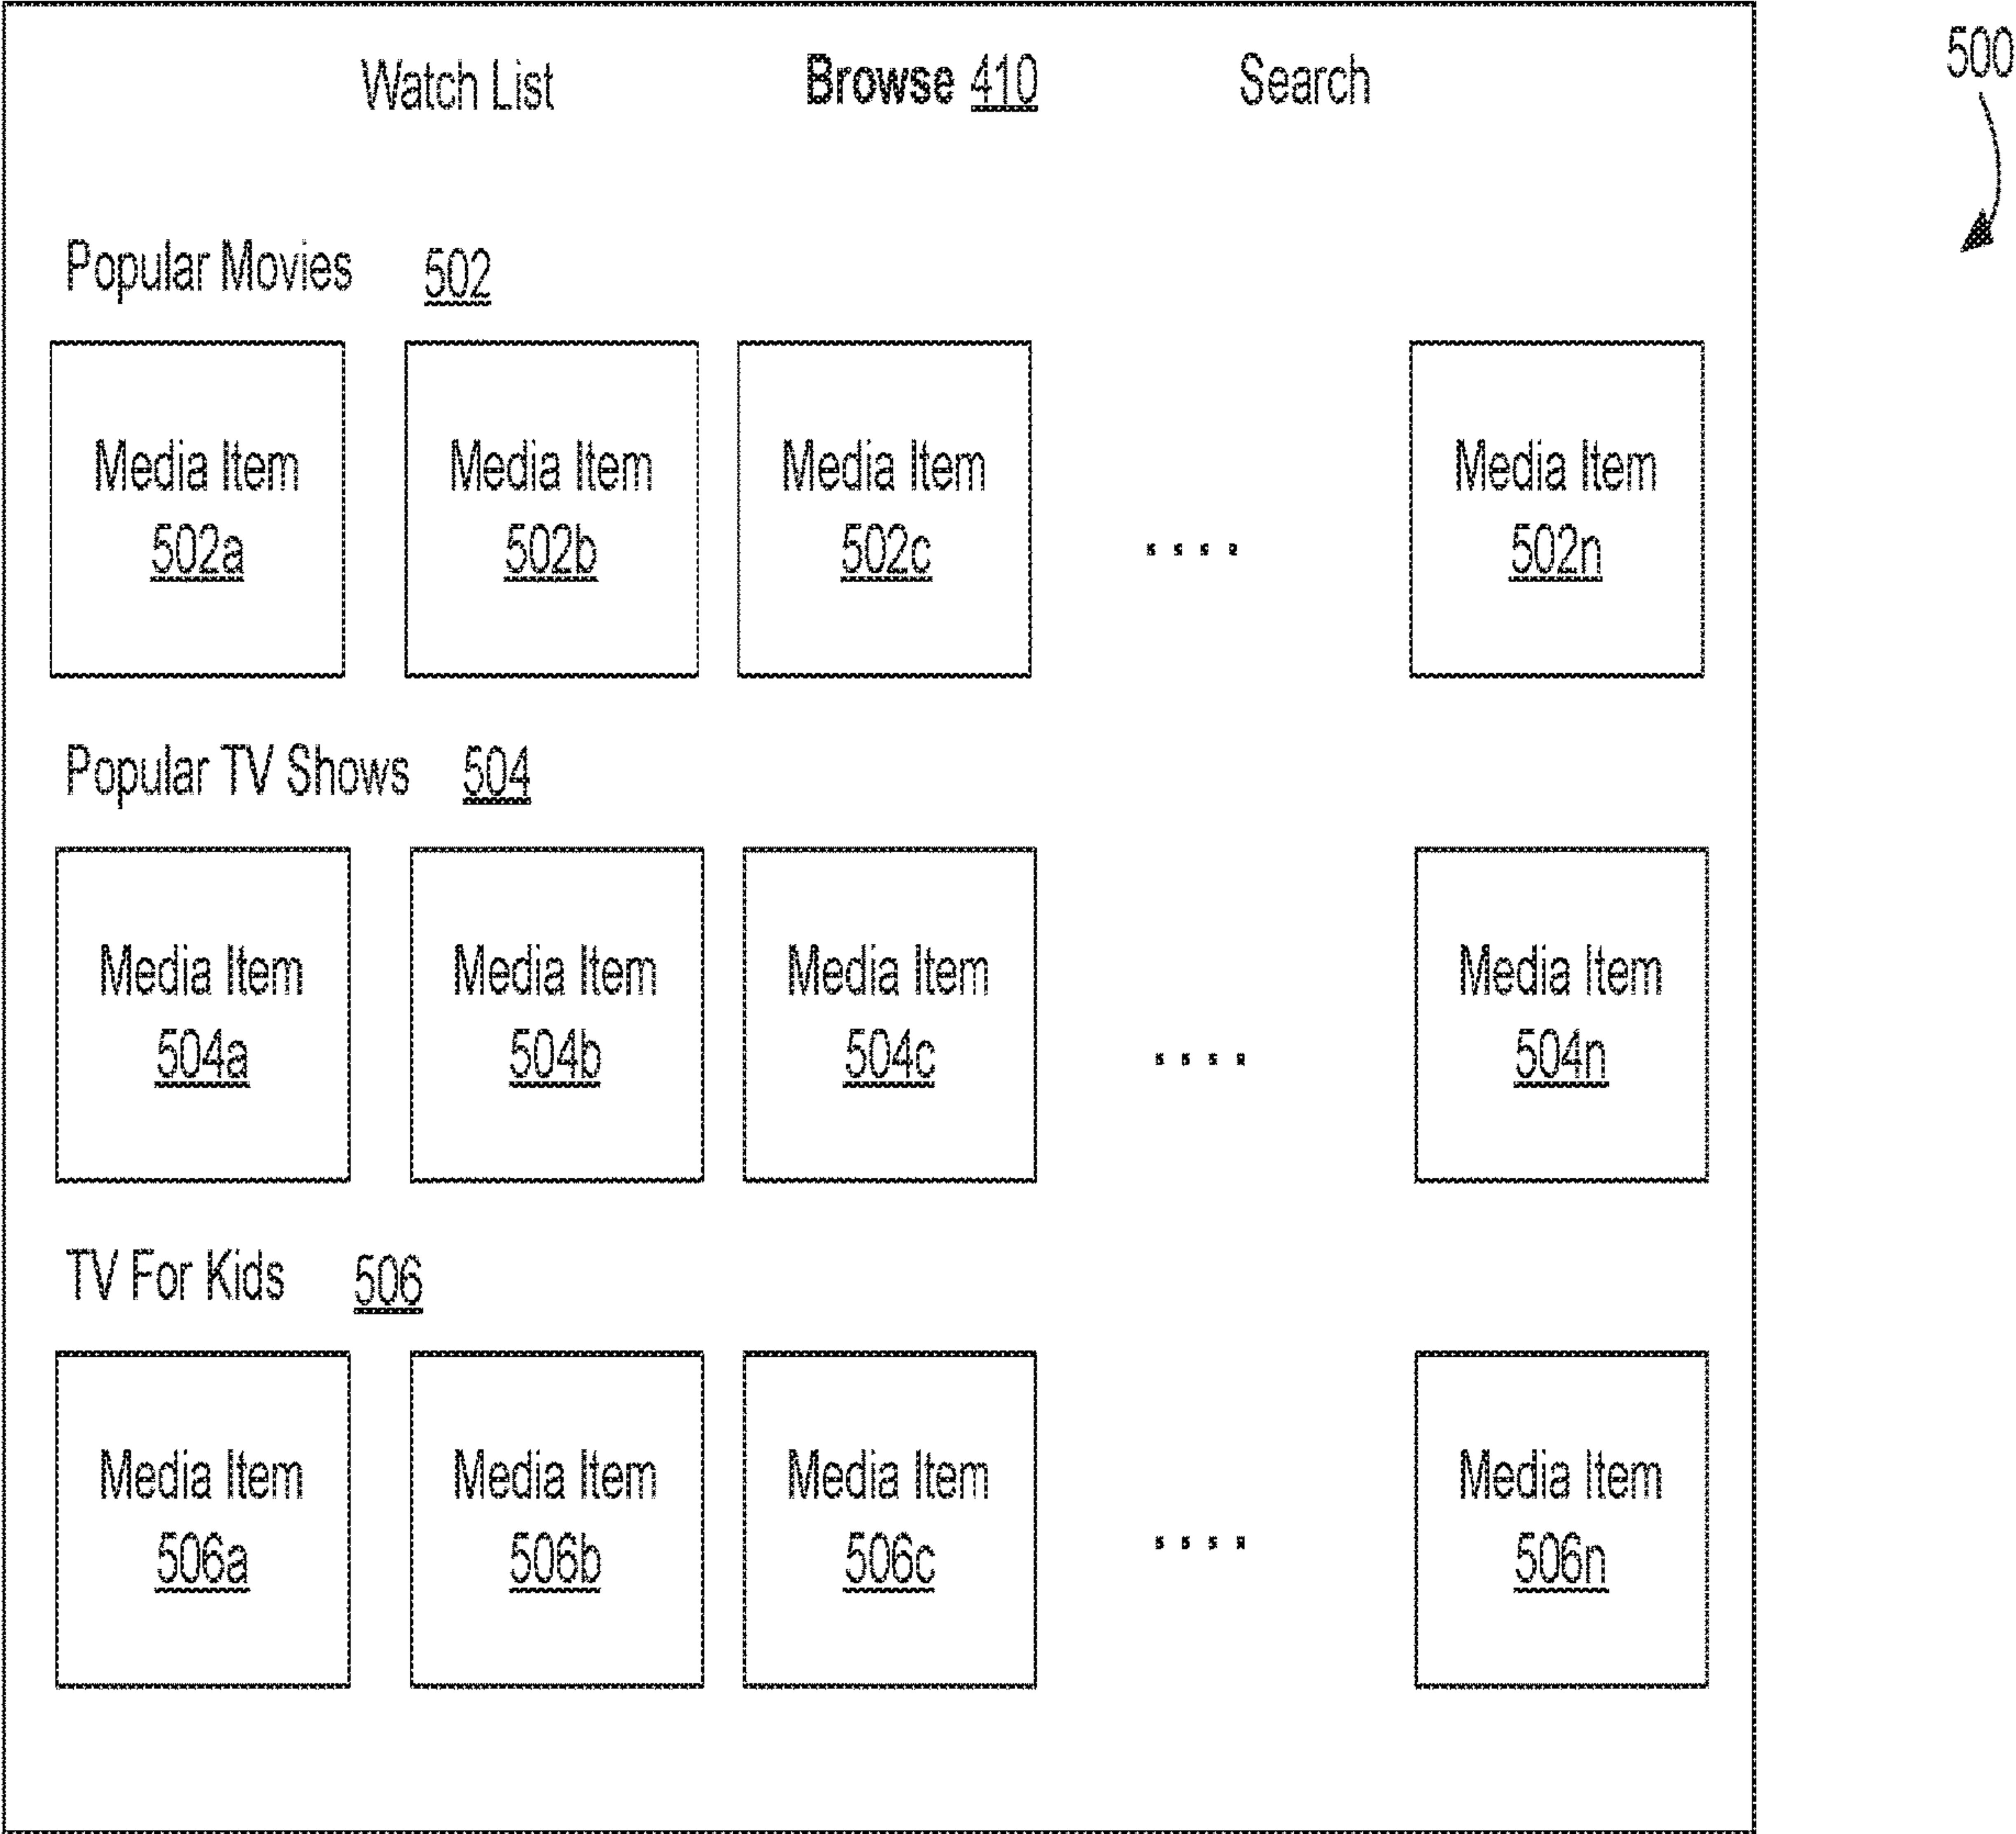 Watch List Browse 410 Search
500
Popular Movies 502
Media Item Media Item Media Item Media Item
502a 502b 502c .... 502n
Popular TV Shows 504
Media Item Media Item Media Item Media Item
504a 504b 504c .... 504n
TV For Kids 506
Media Item Media Item Media Item Media Item
506a 506b 506c .... 506n